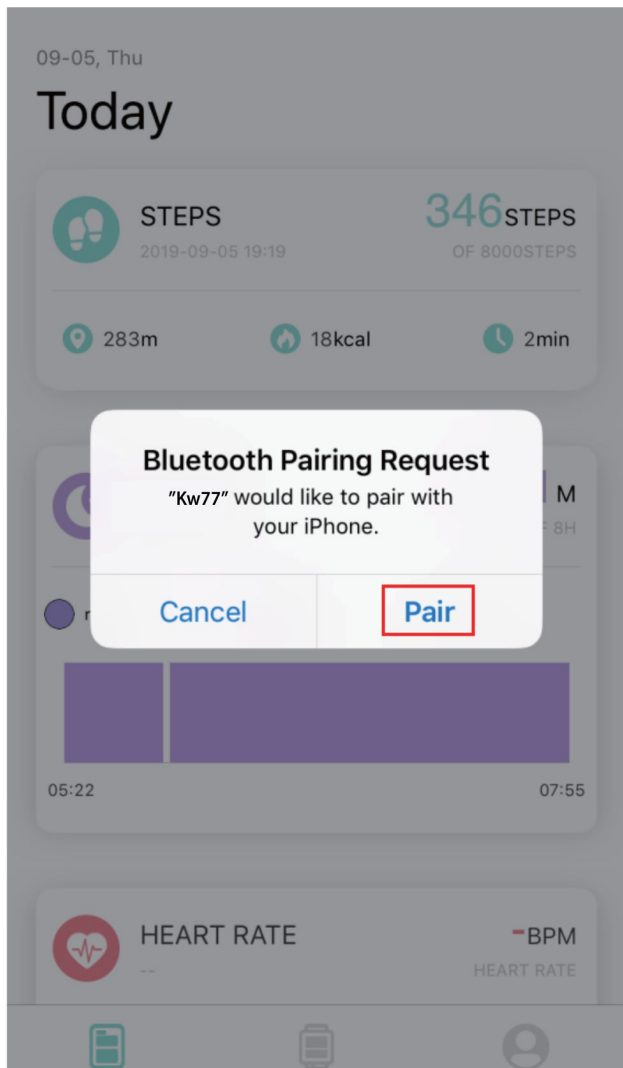 09-05, Thu
Today
STEPS
346STEPS
2019-09-05 19:19
OF 8000STEPS
283m
18kcal
2min
Bluetooth Pairing Request
"Kw77" would like to pair with
your iPhone.
M
8H
Cancel
Pair
05:22
07:55
HEART RATE
-BPM
--
HEART RATE